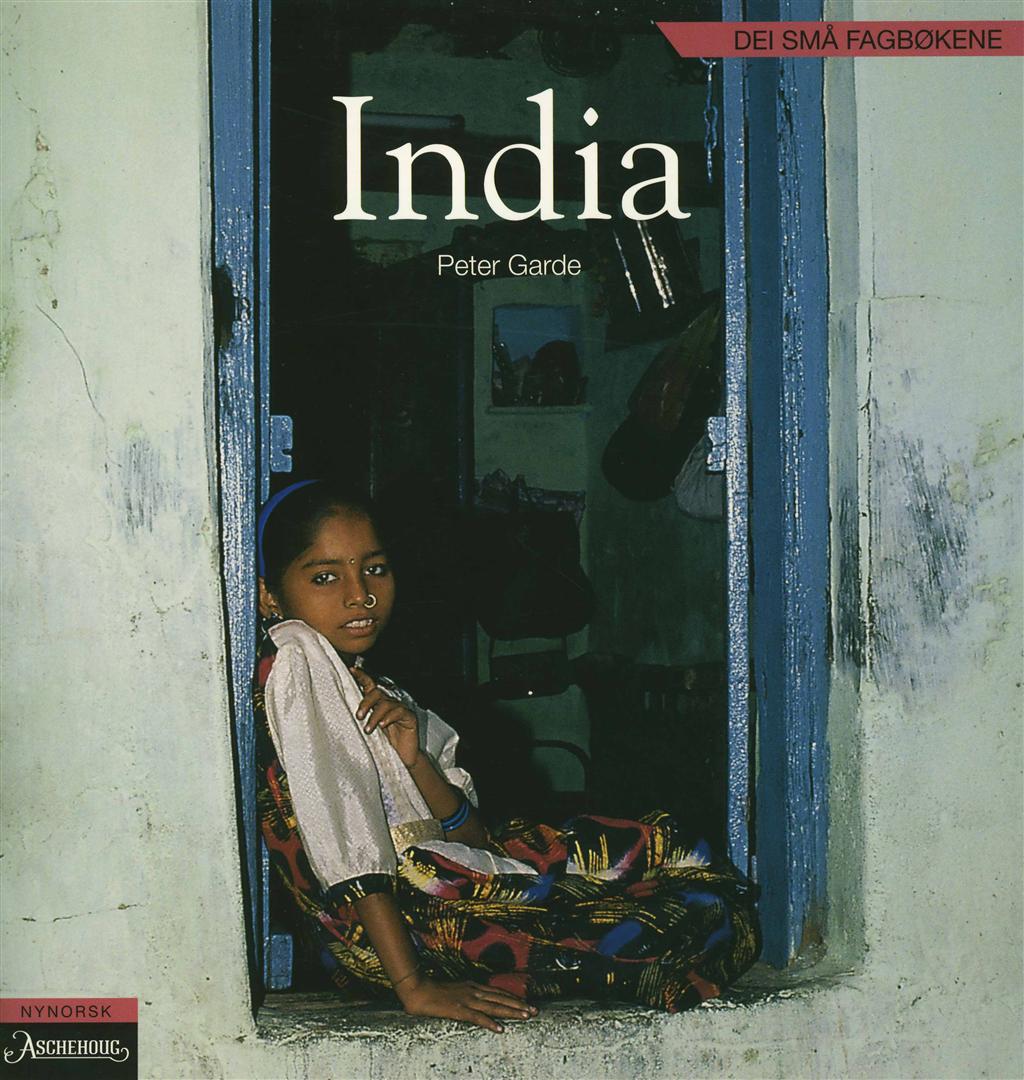 DEI SMÅ FAGBØKENE
India
Peter Garde
NYNORSK
ASCHEHOUG